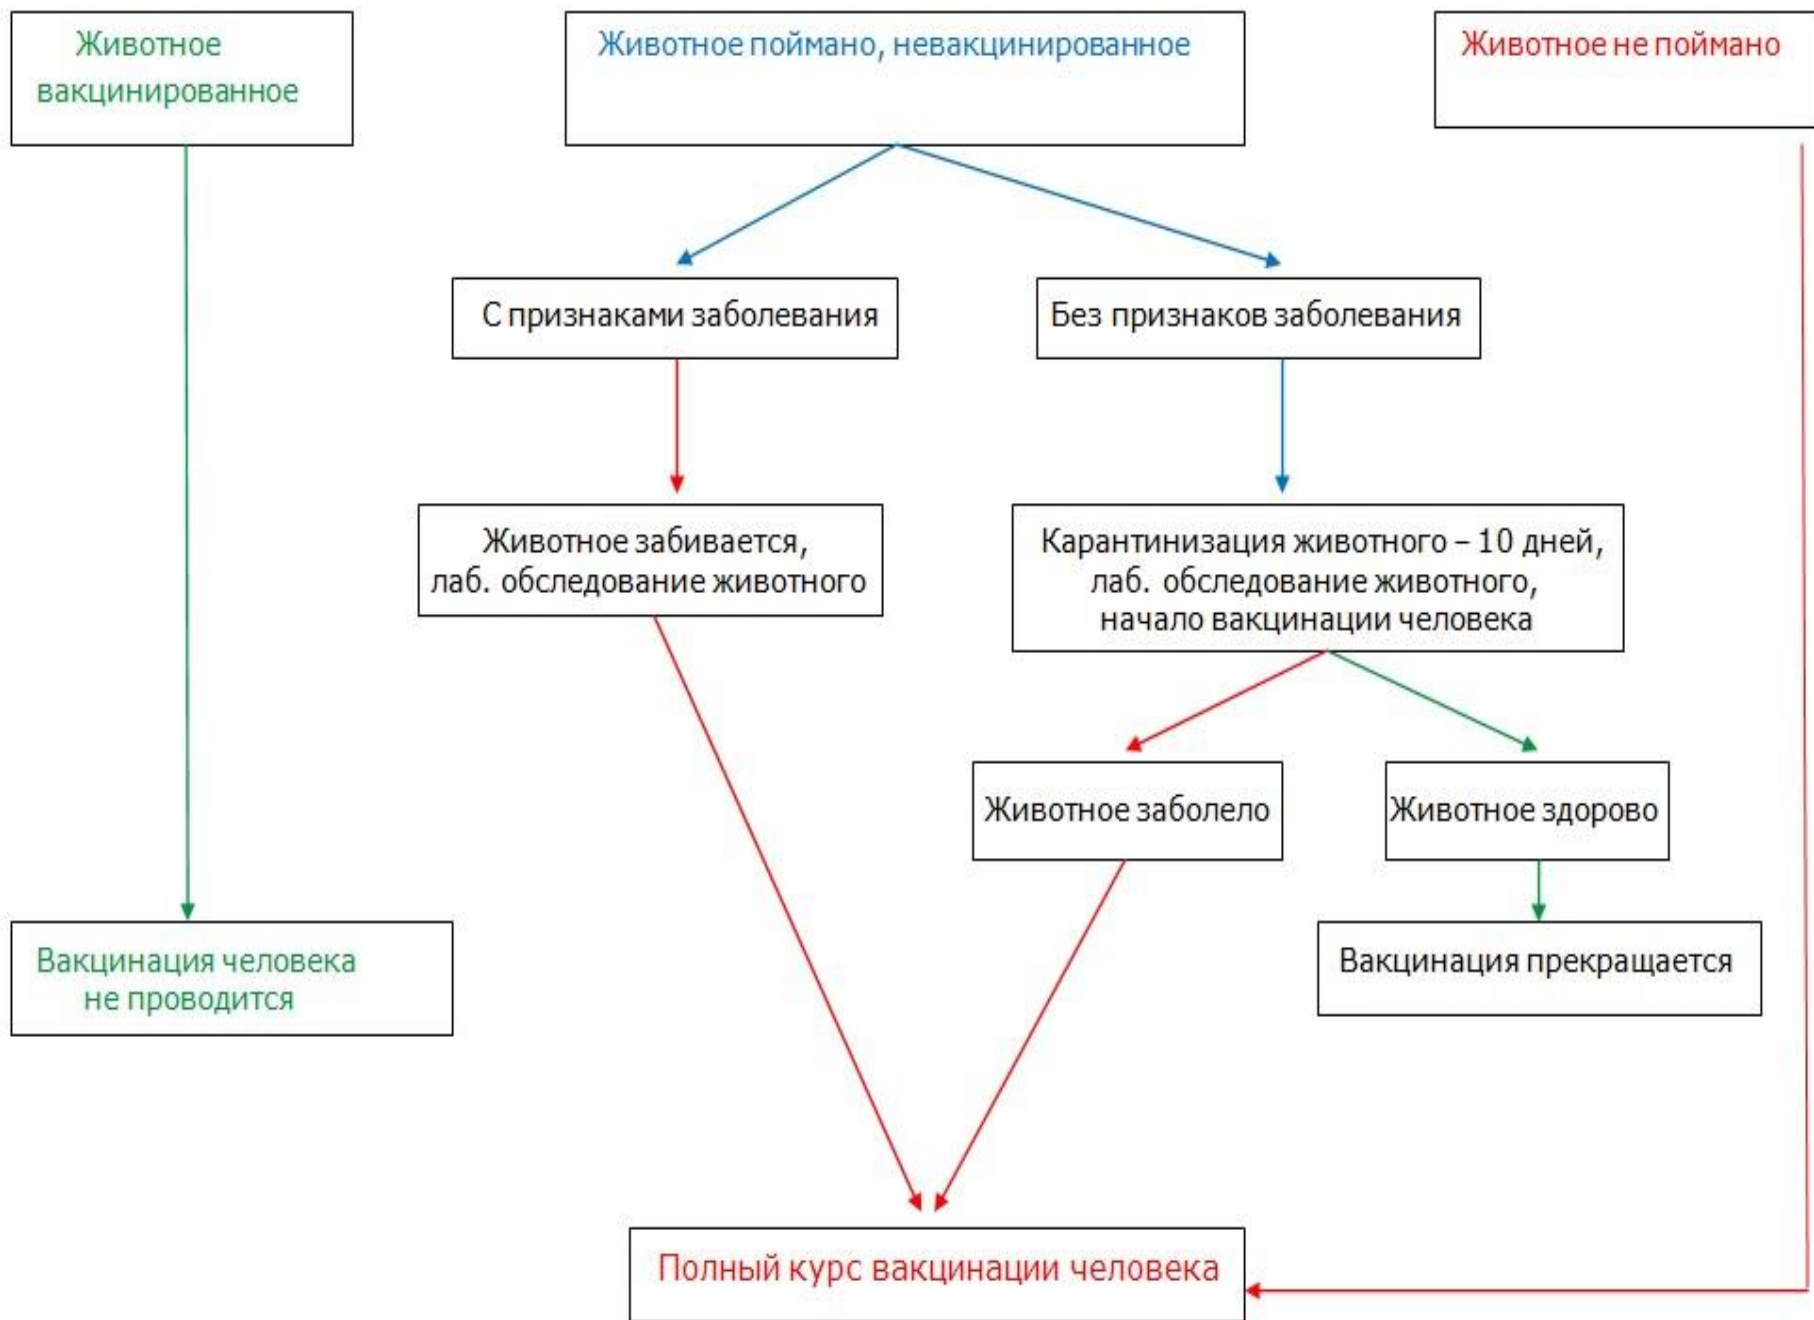 Животное
вакцинированное
Животное поймано, невакцинированное
Животное не поймано
С признаками заболевания
Без признаков заболевания
Животное забивается,
лаб. обследование животного
Карантинизация животного – 10 дней,
лаб. обследование животного,
начало вакцинации человека
Животное заболело
Животное здорово
Вакцинация человека
не проводится
Вакцинация прекращается
Полный курс вакцинации человека